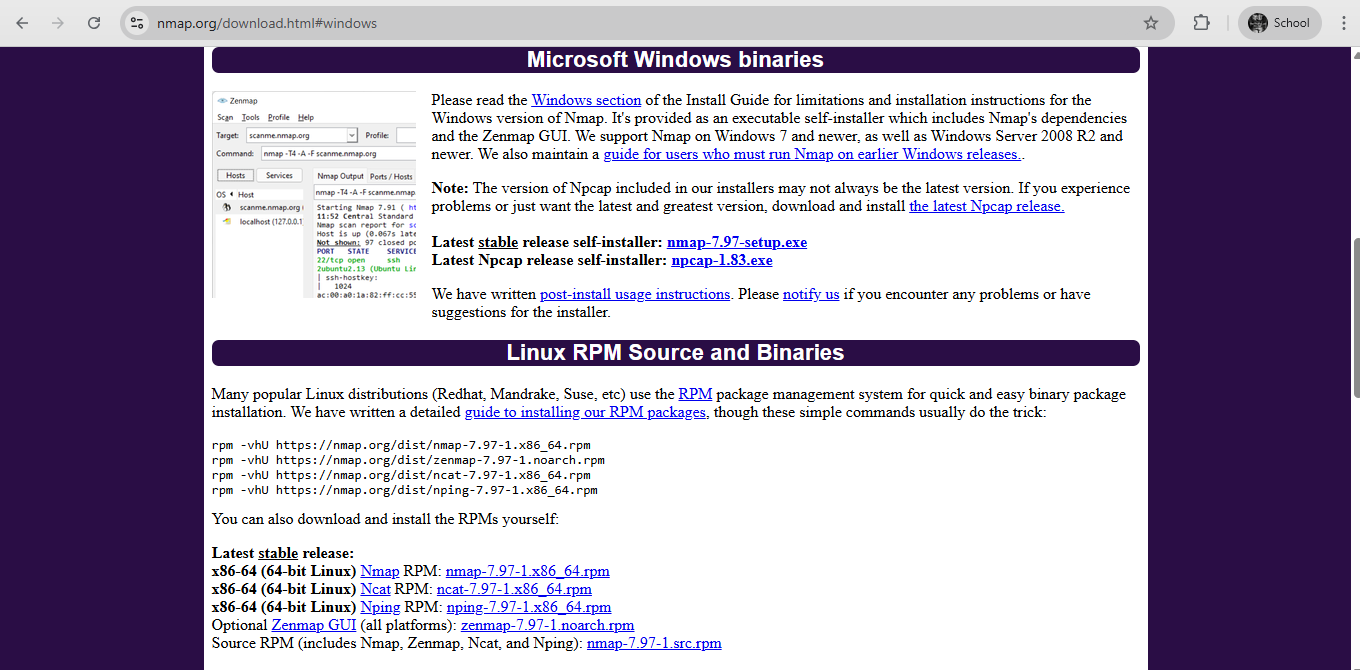 nmap.org/download.html#windows
School
Microsoft Windows binaries
Zenmap
Scan Tools Profile Help
Target: scanme.nmap.org Profile:
Command: nmap -T4 -A -F scanme.nmap.org
Hosts Services Nmap Output Ports / Hosts
OS Host
nmap -T4 -A -F scanme.nmap.
scanme.nmap.org
localhost (127.0.0.1
Starting Nmap 7.91 ( ht
11:52 Central Standard
Nmap scan report for sc
Host is up (0.067s late
Not shown: 97 closed po
PORT STATE SERVICE
22/tcp open ssh
2ubuntu2.13 (Ubuntu Lin
| ssh-hostkey:
| 1024
ac:00:a0:1a:82:ff:cc:55
Please read the Windows section of the Install Guide for limitations and installation instructions for the
Windows version of Nmap. It's provided as an executable self-installer which includes Nmap's dependencies
and the Zenmap GUI. We support Nmap on Windows 7 and newer, as well as Windows Server 2008 R2 and
newer. We also maintain a guide for users who must run Nmap on earlier Windows releases..
Note: The version of Npcap included in our installers may not always be the latest version. If you experience
problems or just want the latest and greatest version, download and install the latest Npcap release.
Latest stable release self-installer: nmap-7.97-setup.exe
Latest Npcap release self-installer: npcap-1.83.exe
We have written post-install usage instructions. Please notify us if you encounter any problems or have
suggestions for the installer.
Linux RPM Source and Binaries
Many popular Linux distributions (Redhat, Mandrake, Suse, etc) use the RPM package management system for quick and easy binary package
installation. We have written a detailed guide to installing our RPM packages, though these simple commands usually do the trick:
rpm -vhU https://nmap.org/dist/nmap-7.97-1.x86_64.rpm
rpm -vhU https://nmap.org/dist/zenmap-7.97-1.noarch.rpm
rpm -vhU https://nmap.org/dist/ncat-7.97-1.x86_64.rpm
rpm -vhU https://nmap.org/dist/nping-7.97-1.x86_64.rpm
You can also download and install the RPMs yourself:
Latest stable release:
x86-64 (64-bit Linux) Nmap RPM: nmap-7.97-1.x86_64.rpm
x86-64 (64-bit Linux) Ncat RPM: ncat-7.97-1.x86_64.rpm
x86-64 (64-bit Linux) Nping RPM: nping-7.97-1.x86_64.rpm
Optional Zenmap GUI (all platforms): zenmap-7.97-1.noarch.rpm
Source RPM (includes Nmap, Zenmap, Ncat, and Nping): nmap-7.97-1.src.rpm